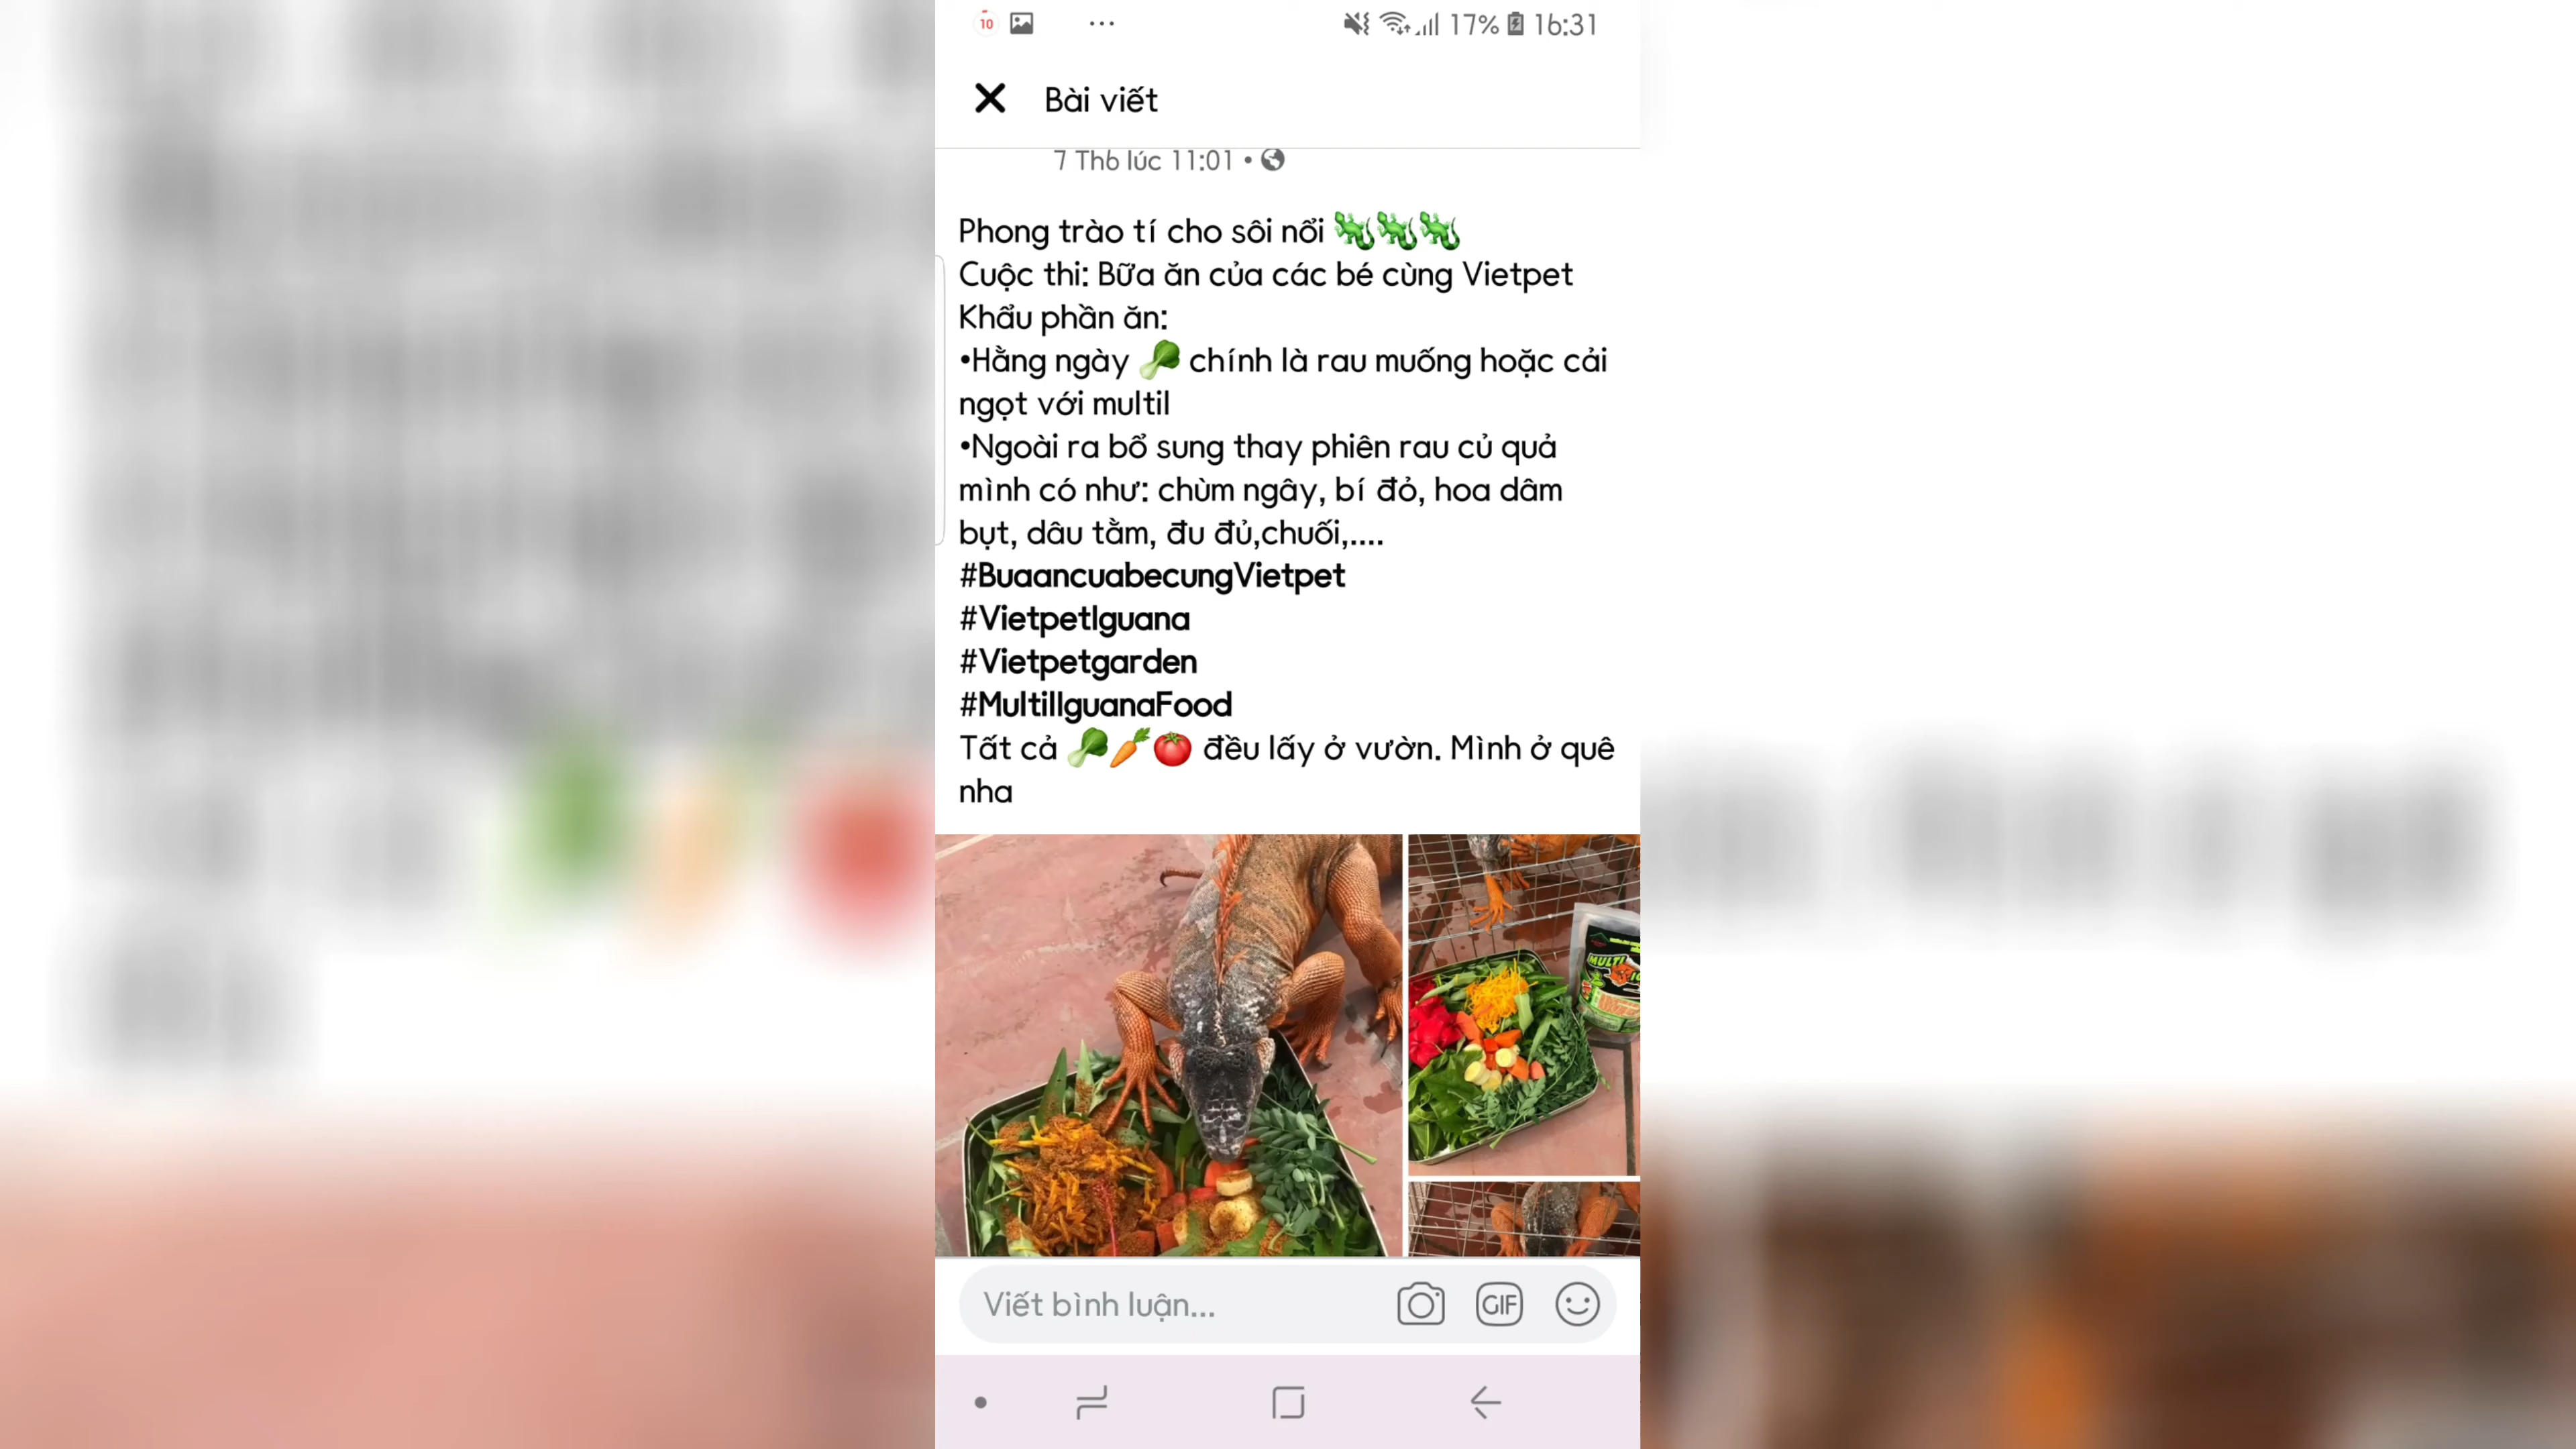 10
17% 16:31
Bài viết
7 Th6 lúc 11:01
Phong trào tí cho sôi nổi 🦎🦎🦎
Cuộc thi: Bữa ăn của các bé cùng Vietpet
Khẩu phần ăn:
•Hằng ngày 🥬 chính là rau muống hoặc cải
ngọt với multil
•Ngoài ra bổ sung thay phiên rau củ quả
mình có như: chùm ngây, bí đỏ, hoa dâm
bụt, dâu tằm, đu đủ,chuối,....
#BuaancuabecungVietpet
#VietpetIguana
#Vietpetgarden
#MultilIguanaFood
Tất cả 🥬🥕🍅 đều lấy ở vườn. Mình ở quê
nha
MULTI
Viết bình luận...
GIF